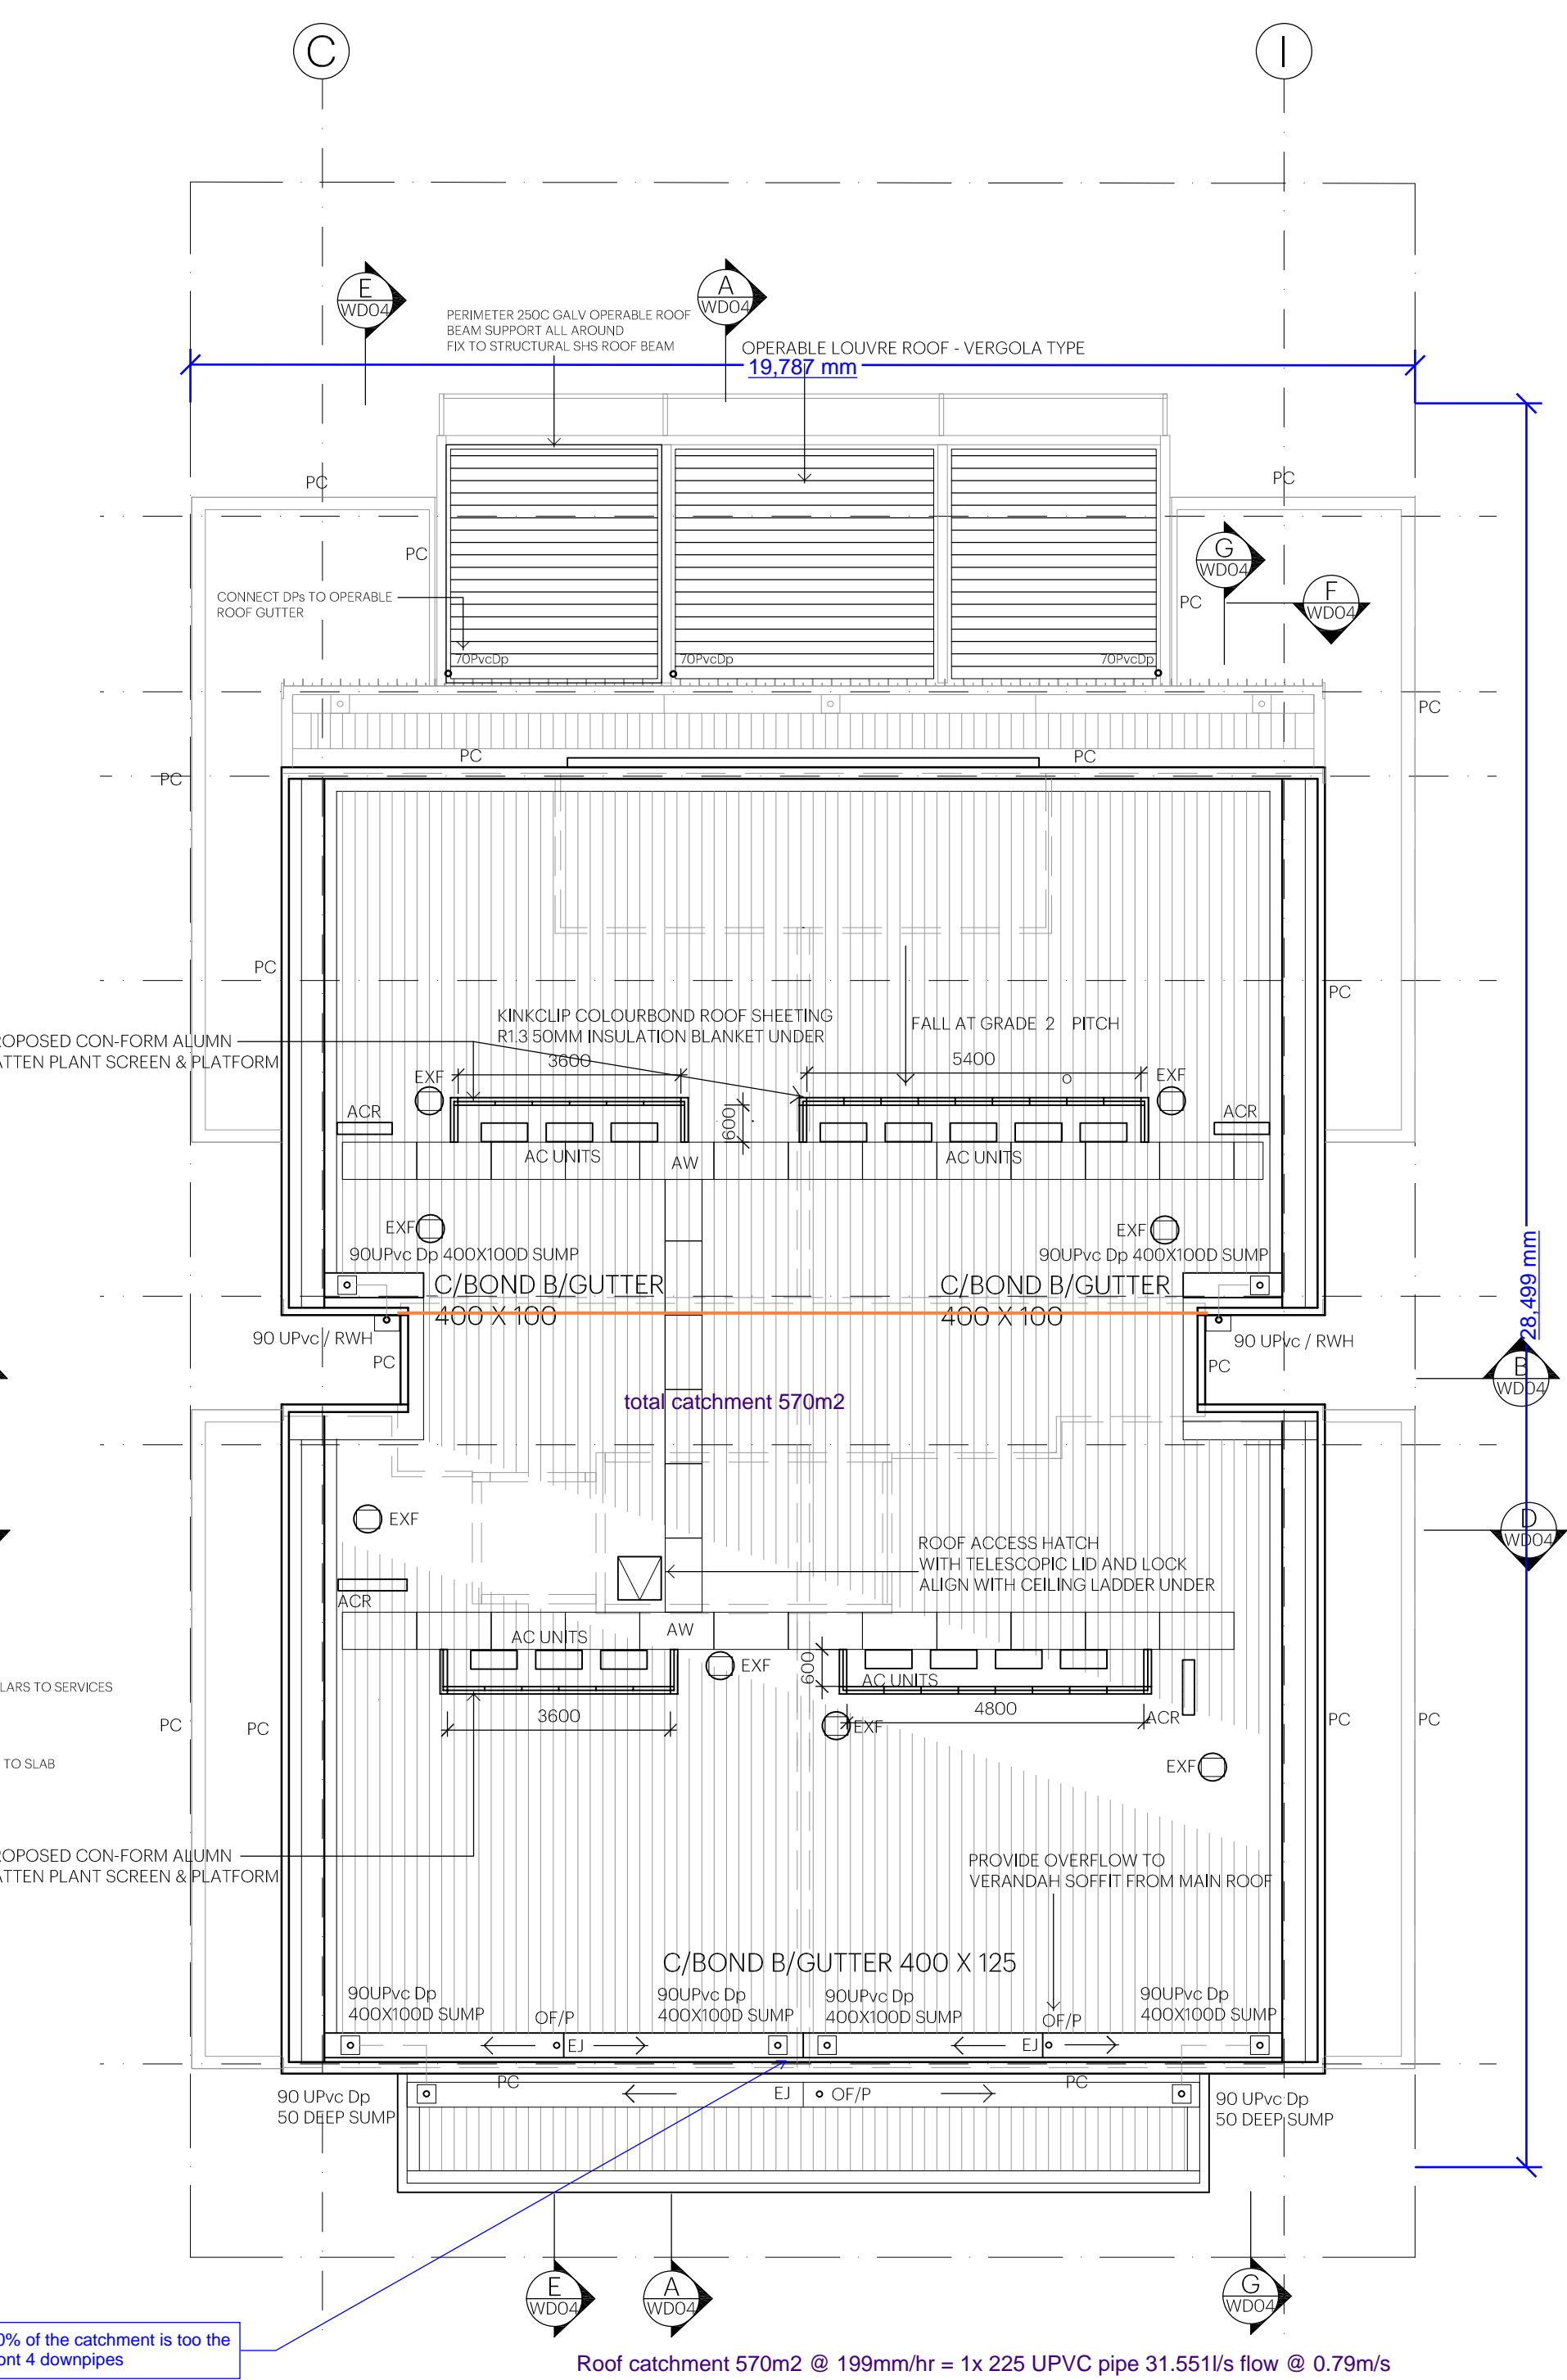 C
I
E
WD04
A
WD04
PERIMETER 250C GALV OPERABLE ROOF
BEAM SUPPORT ALL AROUND
FIX TO STRUCTURAL SHS ROOF BEAM
OPERABLE LOUVRE ROOF - VERGOLA TYPE
19,787 mm
PC
PC
PC
G
WD04
F
WD04
PC
CONNECT DPs TO OPERABLE
ROOF GUTTER
70PvcDp
70PvcDp
70PvcDp
PC
PC
PC
PC
PC
PC
KINKCLIP COLOURBOND ROOF SHEETING
R1.3 50MM INSULATION BLANKET UNDER
FALL AT GRADE 2 PITCH
OPOSED CON-FORM ALUMN
TTEN PLANT SCREEN & PLATFORM
3600
5400
EXF
EXF
ACR
ACR
600
AC UNITS
AW
AC UNITS
EXF
EXF
90UPvc Dp 400X100D SUMP
90UPvc Dp 400X100D SUMP
C/BOND B/GUTTER
400 X 100
C/BOND B/GUTTER
400 X 100
28,499 mm
90 UPvc / RWH
90 UPvc / RWH
PC
PC
B
WD04
total catchment 570m2
EXF
D
WD04
ROOF ACCESS HATCH
WITH TELESCOPIC LID AND LOCK
ALIGN WITH CEILING LADDER UNDER
ACR
AC UNITS
AW
EXF
600
AC UNITS
LARS TO SERVICES
3600
4800
ACR
EXF
PC
PC
PC
PC
TO SLAB
EXF
OPOSED CON-FORM ALUMN
TTEN PLANT SCREEN & PLATFORM
PROVIDE OVERFLOW TO
VERANDAH SOFFIT FROM MAIN ROOF
C/BOND B/GUTTER 400 X 125
90UPvc Dp
400X100D SUMP
90UPvc Dp
400X100D SUMP
90UPvc Dp
400X100D SUMP
90UPvc Dp
400X100D SUMP
OF/P
OF/P
EJ
EJ
PC
PC
90 UPvc Dp
50 DEEP SUMP
EJ
OF/P
90 UPvc Dp
50 DEEP SUMP
E
WD04
A
WD04
G
WD04
0% of the catchment is too the
ont 4 downpipes
Roof catchment 570m2 @ 199mm/hr = 1x 225 UPVC pipe 31.551l/s flow @ 0.79m/s